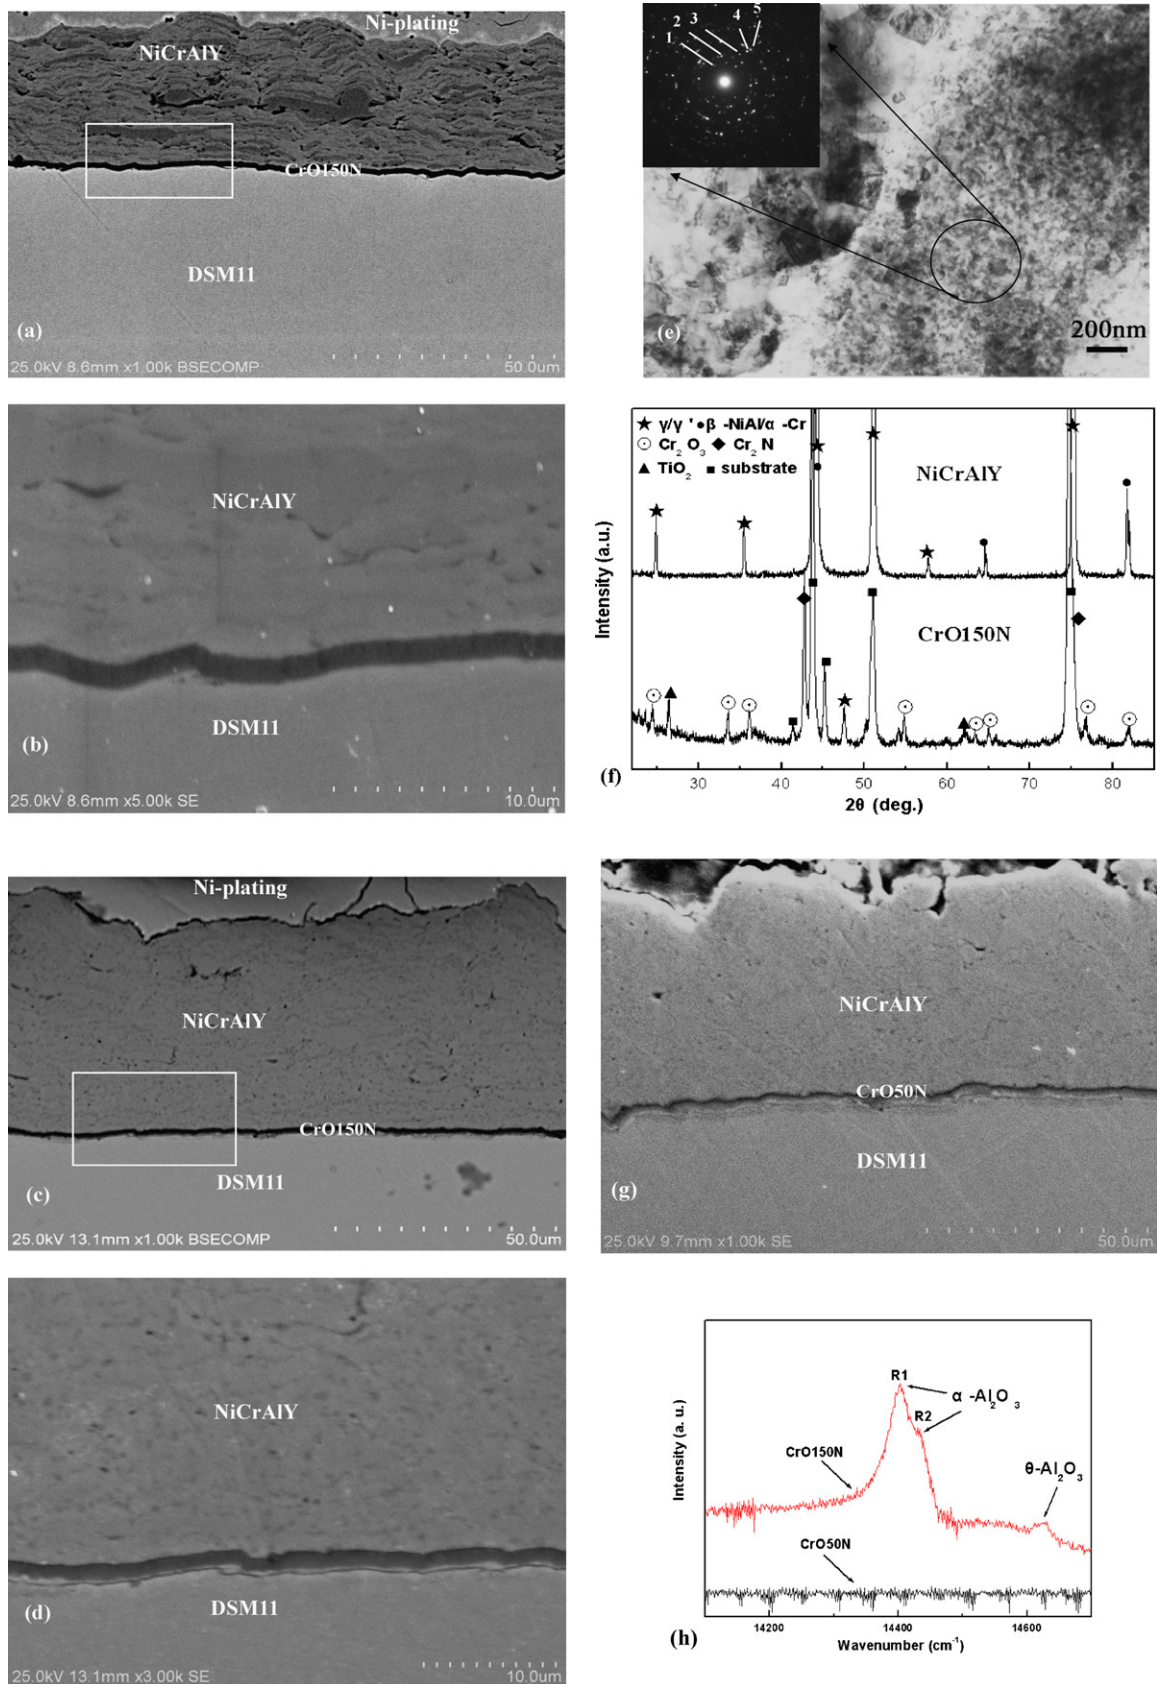 Ni-plating
NiCrAlY
CrO150N
DSM11
(a)
25.0kV 8.6mm x1.00k BSECOMP
50.0um
NiCrAlY
DSM11
(b)
25.0kV 8.6mm x5.00k SE
10.0um
Ni-plating
NiCrAlY
CrO150N
DSM11
(c)
25.0kV 13.1mm x1.00k BSECOMP
50.0um
NiCrAlY
DSM11
(d)
25.0kV 13.1mm x3.00k SE
10.0um
1 2 3 4 5
(e)
200nm
★ γ/γ ' ● β -NiAl/α -Cr
⊙ Cr₂O₃ ◆ Cr₂N
▲ TiO₂ ■ substrate
NiCrAlY
CrO150N
Intensity (a.u.)
30 40 50 60 70 80
2θ (deg.)
(f)
NiCrAlY
CrO50N
DSM11
(g)
25.0kV 9.7mm x1.00k SE
50.0um
R1
R2
α -Al₂O₃
CrO150N
θ-Al₂O₃
CrO50N
Intensity (a. u.)
14200 14400 14600
Wavenumber (cm⁻¹)
(h)